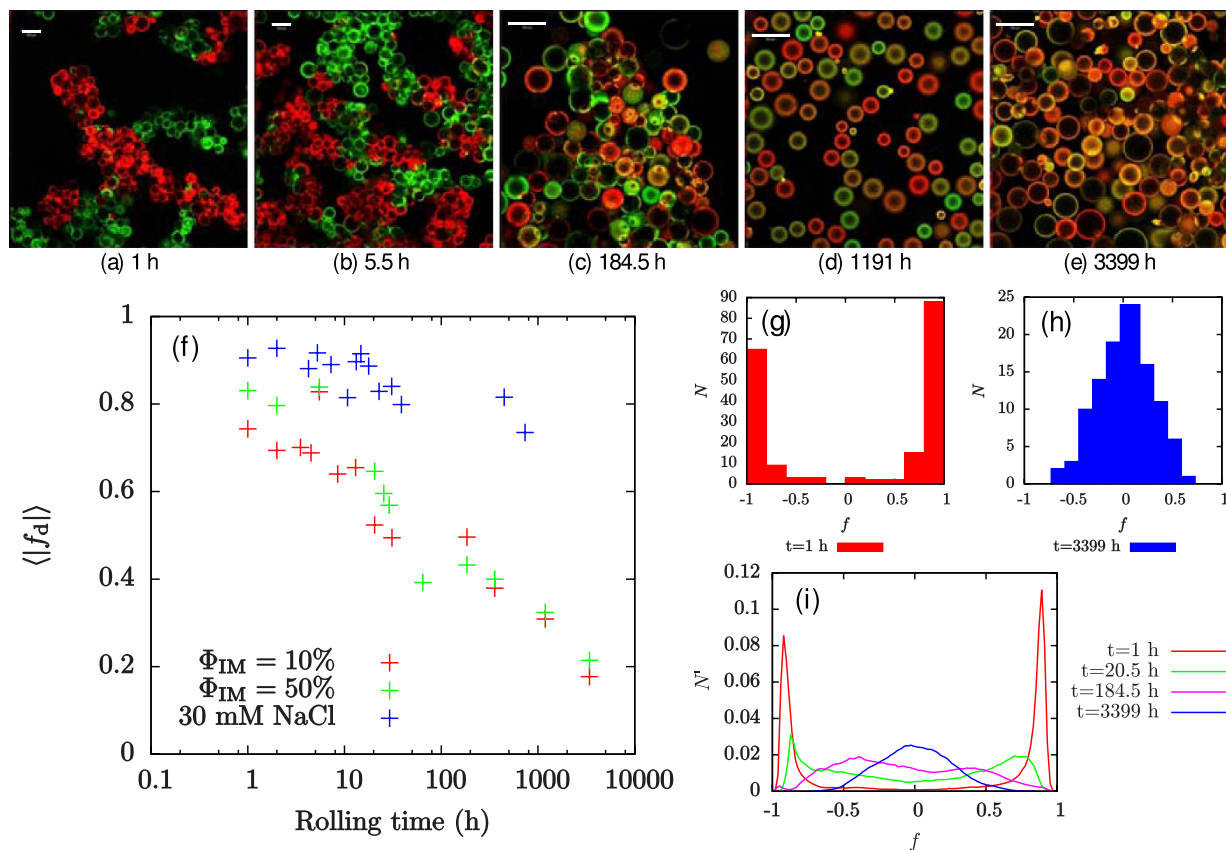 (a) 1 h
(b) 5.5 h
(c) 184.5 h
(d) 1191 h
(e) 3399 h
(f)
1
0.8
0.6
0.4
0.2
0
⟨|f_d|⟩
0.1 1 10 100 1000 10000
Rolling time (h)
Φ_IM = 10%
Φ_IM = 50%
30 mM NaCl
(g)
90
80
70
60
50
40
30
20
10
0
N
-1 -0.5 0 0.5 1
f
t=1 h
(h)
25
20
15
10
5
0
N
-1 -0.5 0 0.5 1
f
t=3399 h
(i)
0.12
0.1
0.08
0.06
0.04
0.02
0
N'
-1 -0.5 0 0.5 1
f
t=1 h
t=20.5 h
t=184.5 h
t=3399 h